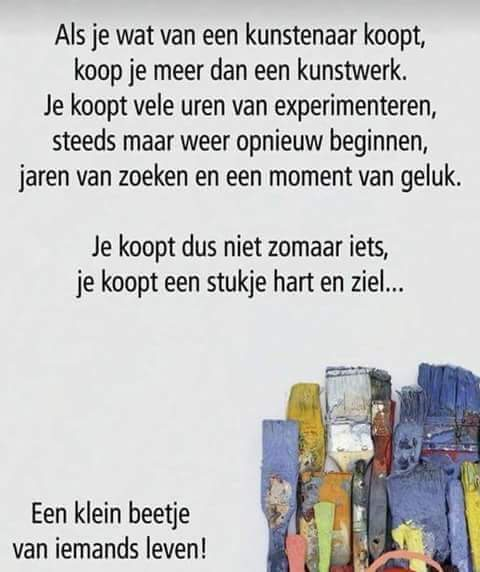 Als je wat van een kunstenaar koopt,
koop je meer dan een kunstwerk.
Je koopt vele uren van experimenteren,
steeds maar weer opnieuw beginnen,
jaren van zoeken en een moment van geluk.
Je koopt dus niet zomaar iets,
je koopt een stukje hart en ziel...
Een klein beetje
van iemands leven!